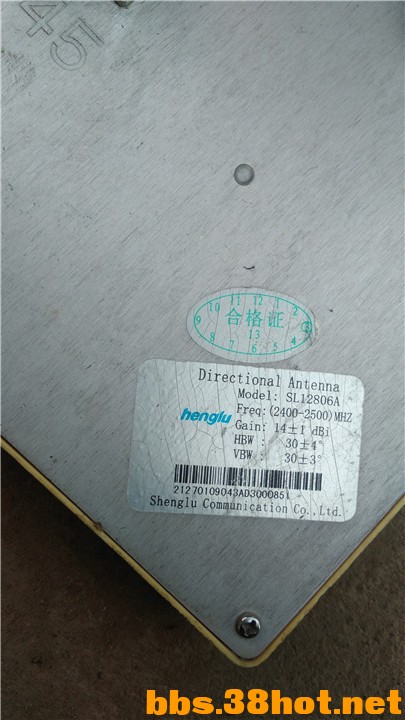 45
11 12 1
10 2
9 合格证 3
13
8 7 6 5 4
Directional Antenna
Model: SL12806A
henglu
Freq:(2400-2500)MHZ
Gain: 14±1 dBi
HBW : 30±4°
VBW : 30±3°
21270109043AD3000851
Shenglu Communication Co.,Ltd.
bbs.38hot.net